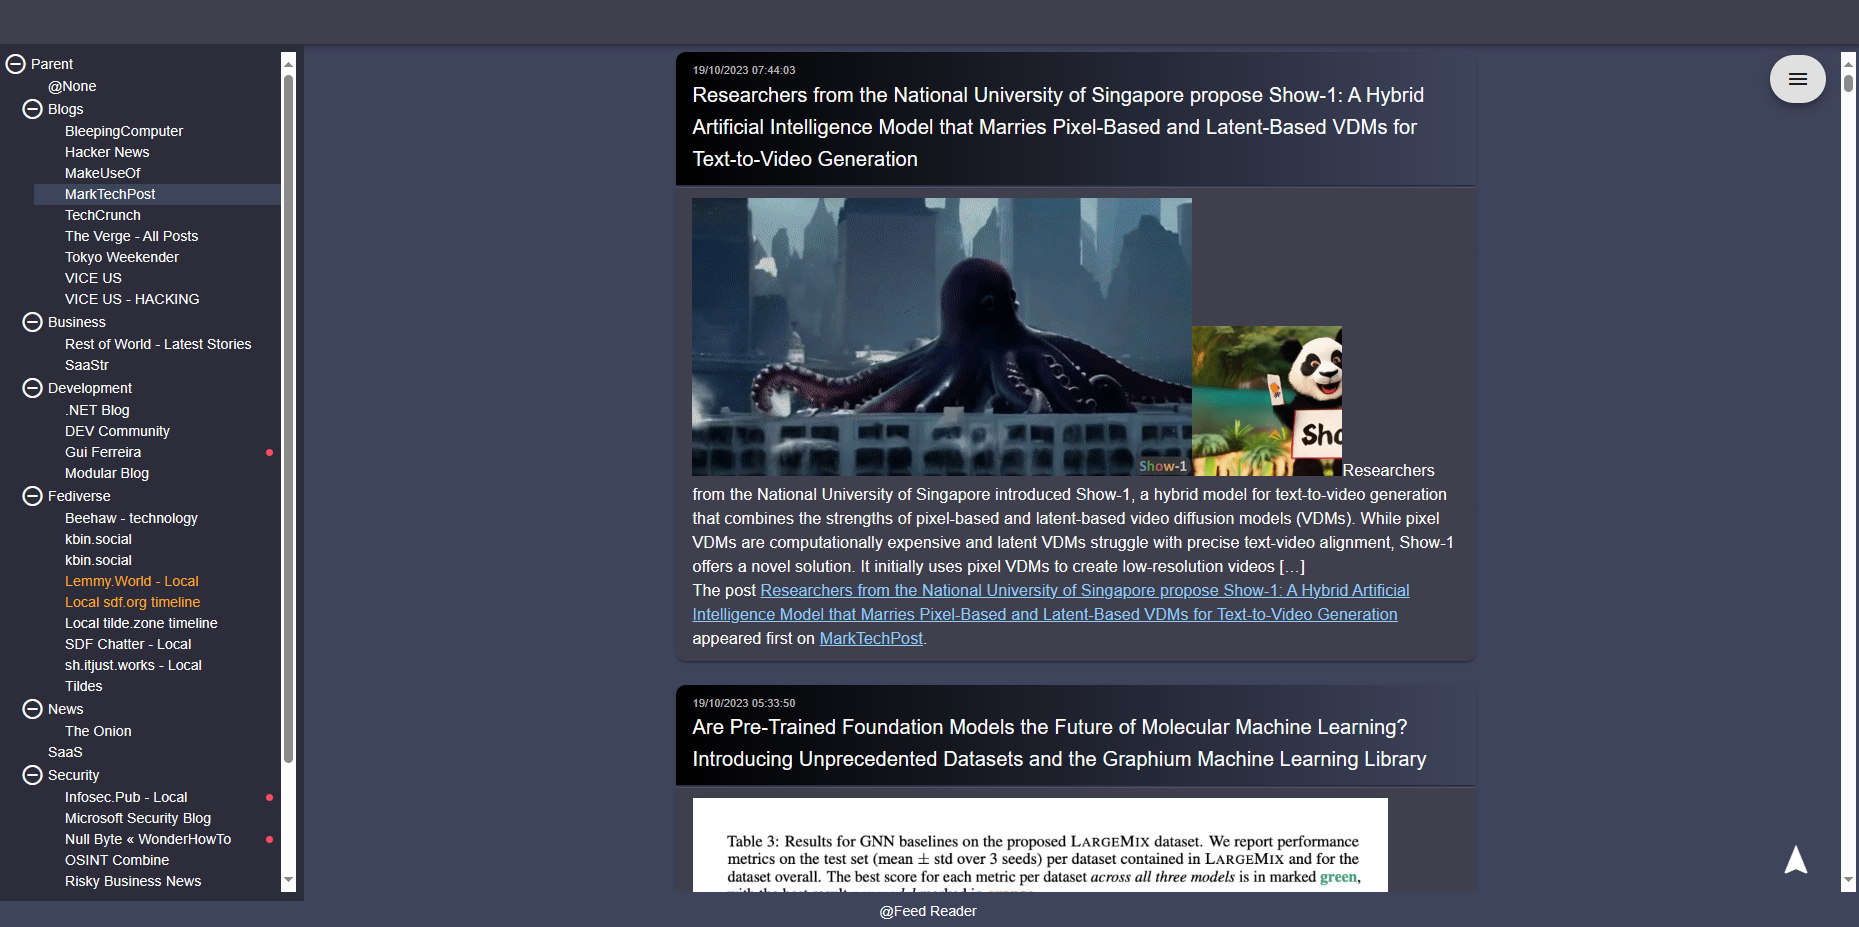 Parent
@None
Blogs
BleepingComputer
Hacker News
MakeUseOf
MarkTechPost
TechCrunch
The Verge - All Posts
Tokyo Weekender
VICE US
VICE US - HACKING
Business
Rest of World - Latest Stories
SaaStr
Development
.NET Blog
DEV Community
Gui Ferreira
Modular Blog
Fediverse
Beehaw - technology
kbin.social
kbin.social
Lemmy.World - Local
Local sdf.org timeline
Local tilde.zone timeline
SDF Chatter - Local
sh.itjust.works - Local
Tildes
News
The Onion
SaaS
Security
Infosec.Pub - Local
Microsoft Security Blog
Null Byte « WonderHowTo
OSINT Combine
Risky Business News
19/10/2023 07:44:03
Researchers from the National University of Singapore propose Show-1: A Hybrid
Artificial Intelligence Model that Marries Pixel-Based and Latent-Based VDMs for
Text-to-Video Generation
Show-1
Sho
Researchers
from the National University of Singapore introduced Show-1, a hybrid model for text-to-video generation
that combines the strengths of pixel-based and latent-based video diffusion models (VDMs). While pixel
VDMs are computationally expensive and latent VDMs struggle with precise text-video alignment, Show-1
offers a novel solution. It initially uses pixel VDMs to create low-resolution videos […]
The post Researchers from the National University of Singapore propose Show-1: A Hybrid Artificial
Intelligence Model that Marries Pixel-Based and Latent-Based VDMs for Text-to-Video Generation
appeared first on MarkTechPost.
19/10/2023 05:33:50
Are Pre-Trained Foundation Models the Future of Molecular Machine Learning?
Introducing Unprecedented Datasets and the Graphium Machine Learning Library
Table 3: Results for GNN baselines on the proposed LARGEMIX dataset. We report performance
metrics on the test set (mean ± std over 3 seeds) per dataset contained in LARGEMIX and for the
dataset overall. The best score for each metric per dataset across all three models is in marked green,
@Feed Reader